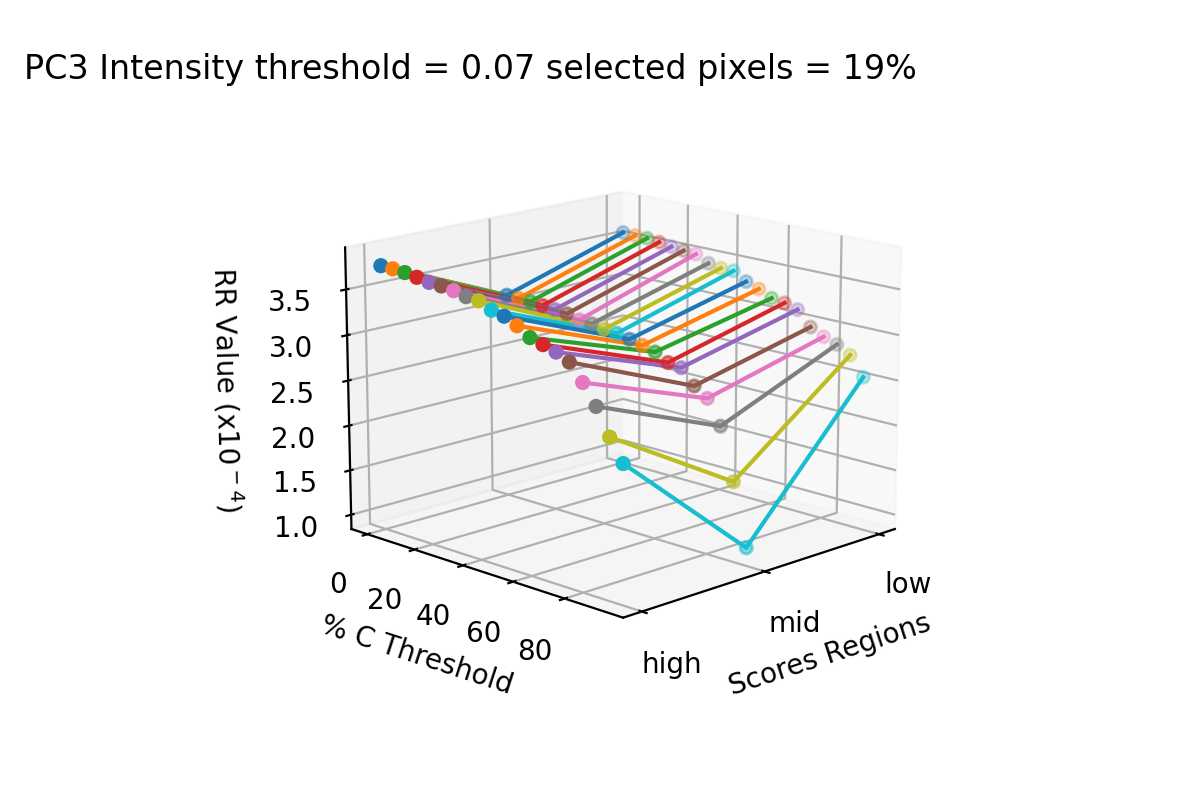 PC3 Intensity threshold = 0.07 selected pixels = 19%
RR Value (x10⁻⁴)
3.5
3.0
2.5
2.0
1.5
1.0
0
20
40
60
80
% C Threshold
low
mid
high
Scores Regions